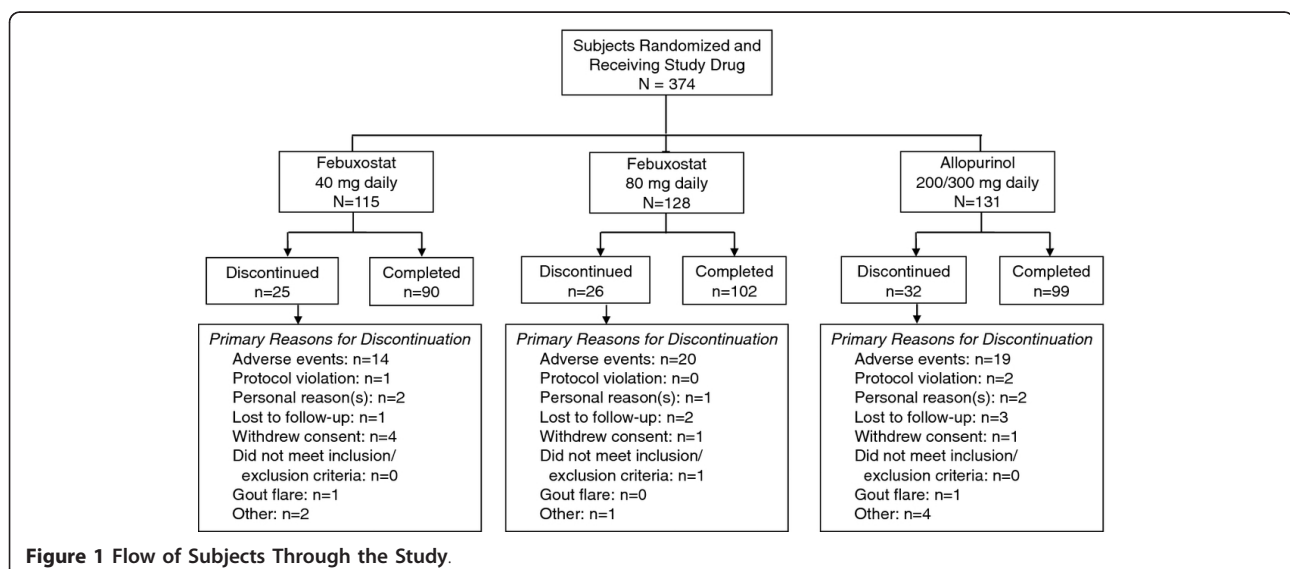 Subjects Randomized and
Receiving Study Drug
N = 374
Febuxostat
40 mg daily
N=115
Febuxostat
80 mg daily
N=128
Allopurinol
200/300 mg daily
N=131
Discontinued
n=25
Completed
n=90
Discontinued
n=26
Completed
n=102
Discontinued
n=32
Completed
n=99
Primary Reasons for Discontinuation
Adverse events: n=14
Protocol violation: n=1
Personal reason(s): n=2
Lost to follow-up: n=1
Withdrew consent: n=4
Did not meet inclusion/
exclusion criteria: n=0
Gout flare: n=1
Other: n=2
Primary Reasons for Discontinuation
Adverse events: n=20
Protocol violation: n=0
Personal reason(s): n=1
Lost to follow-up: n=2
Withdrew consent: n=1
Did not meet inclusion/
exclusion criteria: n=1
Gout flare: n=0
Other: n=1
Primary Reasons for Discontinuation
Adverse events: n=19
Protocol violation: n=2
Personal reason(s): n=2
Lost to follow-up: n=3
Withdrew consent: n=1
Did not meet inclusion/
exclusion criteria: n=0
Gout flare: n=1
Other: n=4
Figure 1 Flow of Subjects Through the Study.